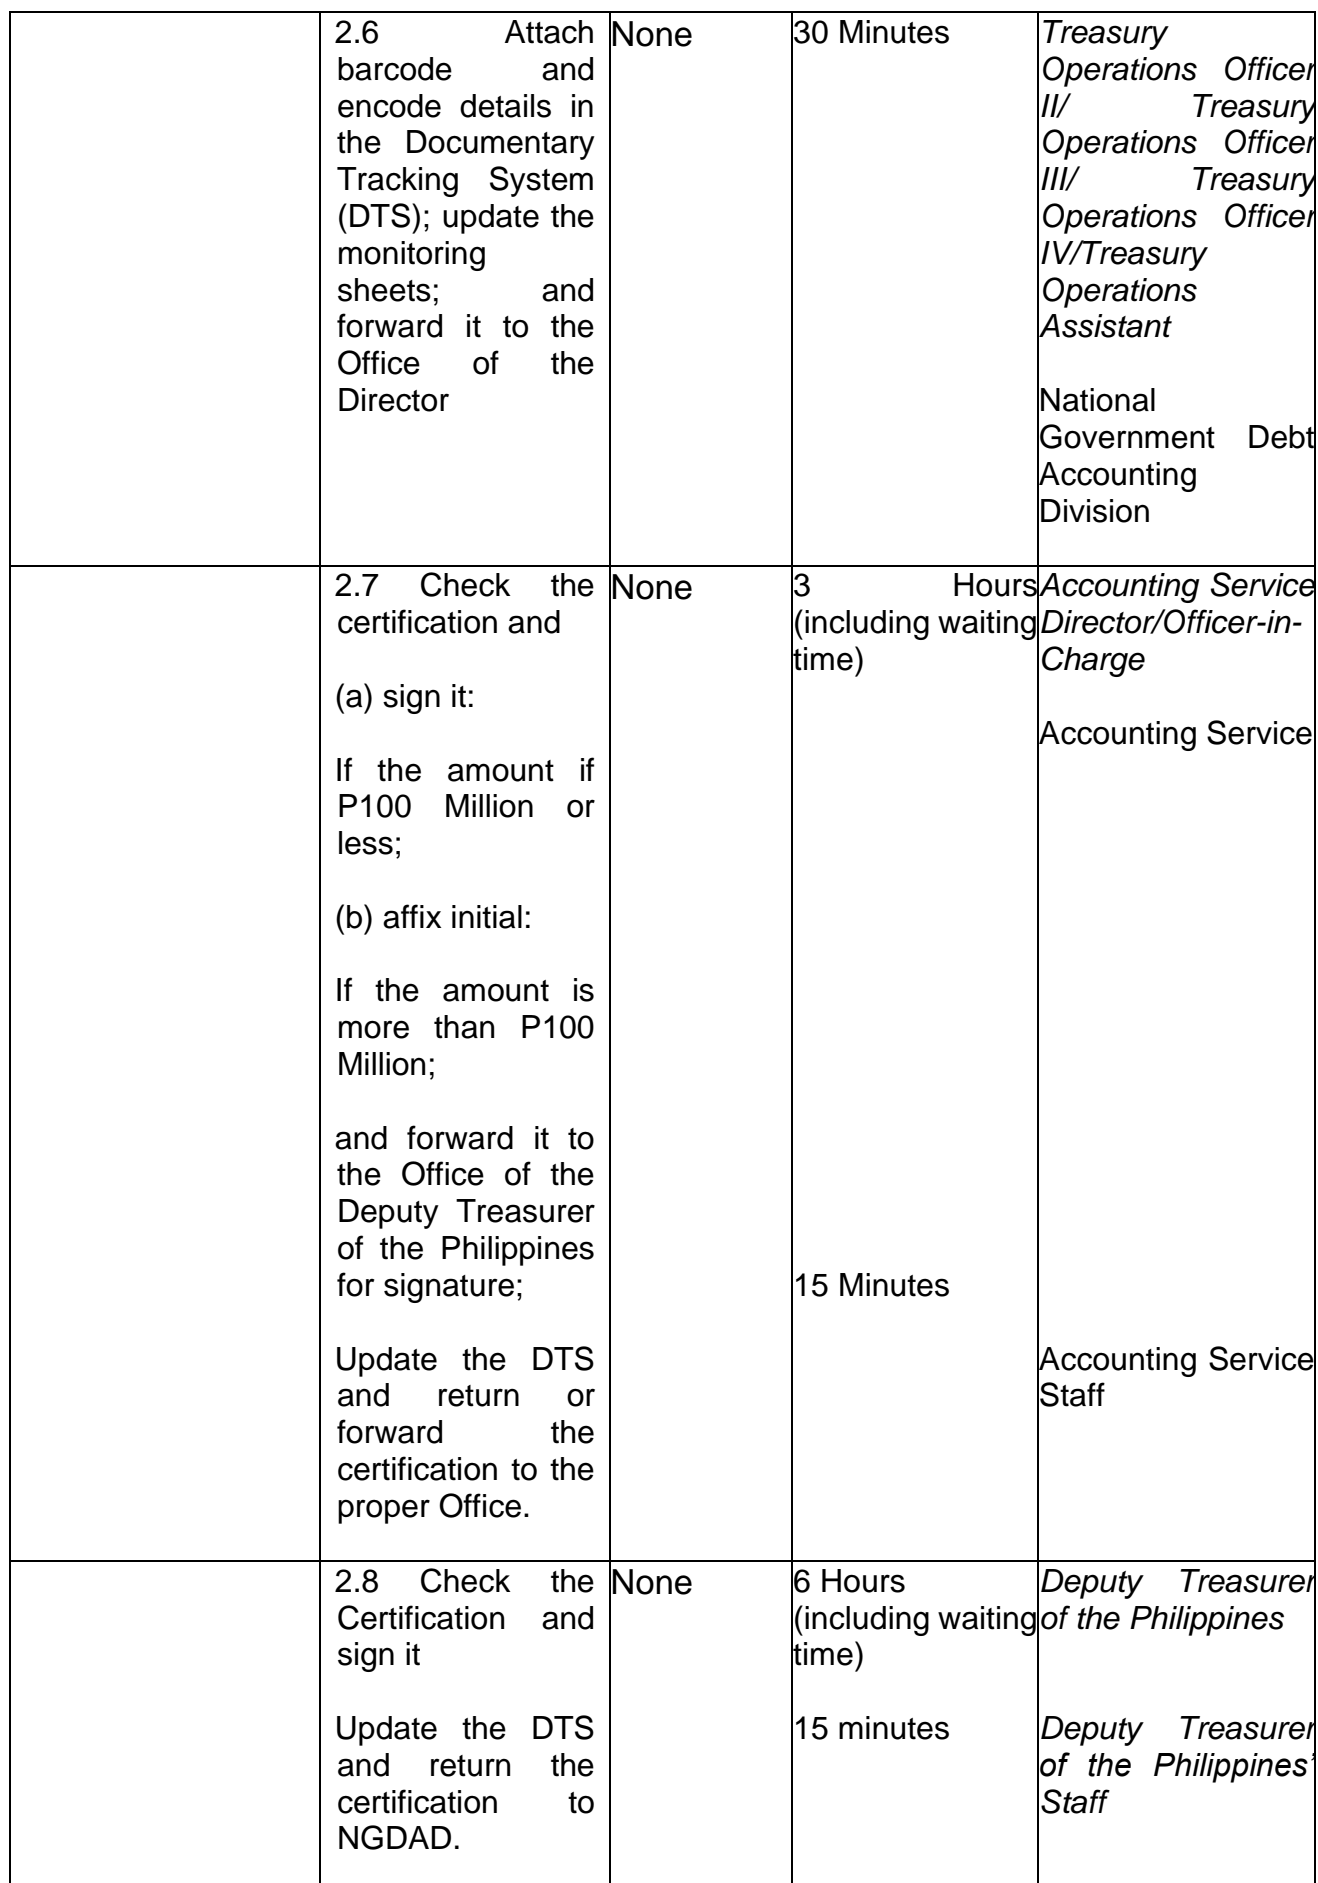 2.6 Attach
barcode and
encode details in
the Documentary
Tracking System
(DTS); update the
monitoring
sheets; and
forward it to the
Office of the
Director
None
30 Minutes
Treasury
Operations Officer
II/ Treasury
Operations Officer
III/ Treasury
Operations Officer
IV/Treasury
Operations
Assistant
National
Government Debt
Accounting
Division
2.7 Check the
certification and
(a) sign it:
If the amount if
P100 Million or
less;
(b) affix initial:
If the amount is
more than P100
Million;
and forward it to
the Office of the
Deputy Treasurer
of the Philippines
for signature;
Update the DTS
and return or
forward the
certification to the
proper Office.
None
3 Hours
(including waiting
time)
15 Minutes
Accounting Service
Director/Officer-in-
Charge
Accounting Service
Accounting Service
Staff
2.8 Check the
Certification and
sign it
Update the DTS
and return the
certification to
NGDAD.
None
6 Hours
(including waiting
time)
15 minutes
Deputy Treasurer
of the Philippines
Deputy Treasurer
of the Philippines’
Staff